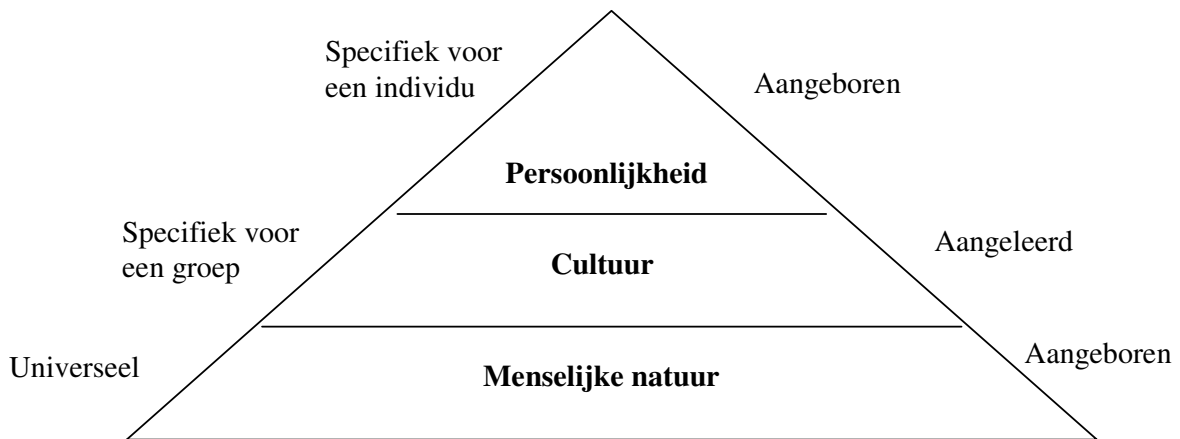 Specifiek voor
een individu
Aangeboren
Persoonlijkheid
Specifiek voor
een groep
Aangeleerd
Cultuur
Universeel
Aangeboren
Menselijke natuur